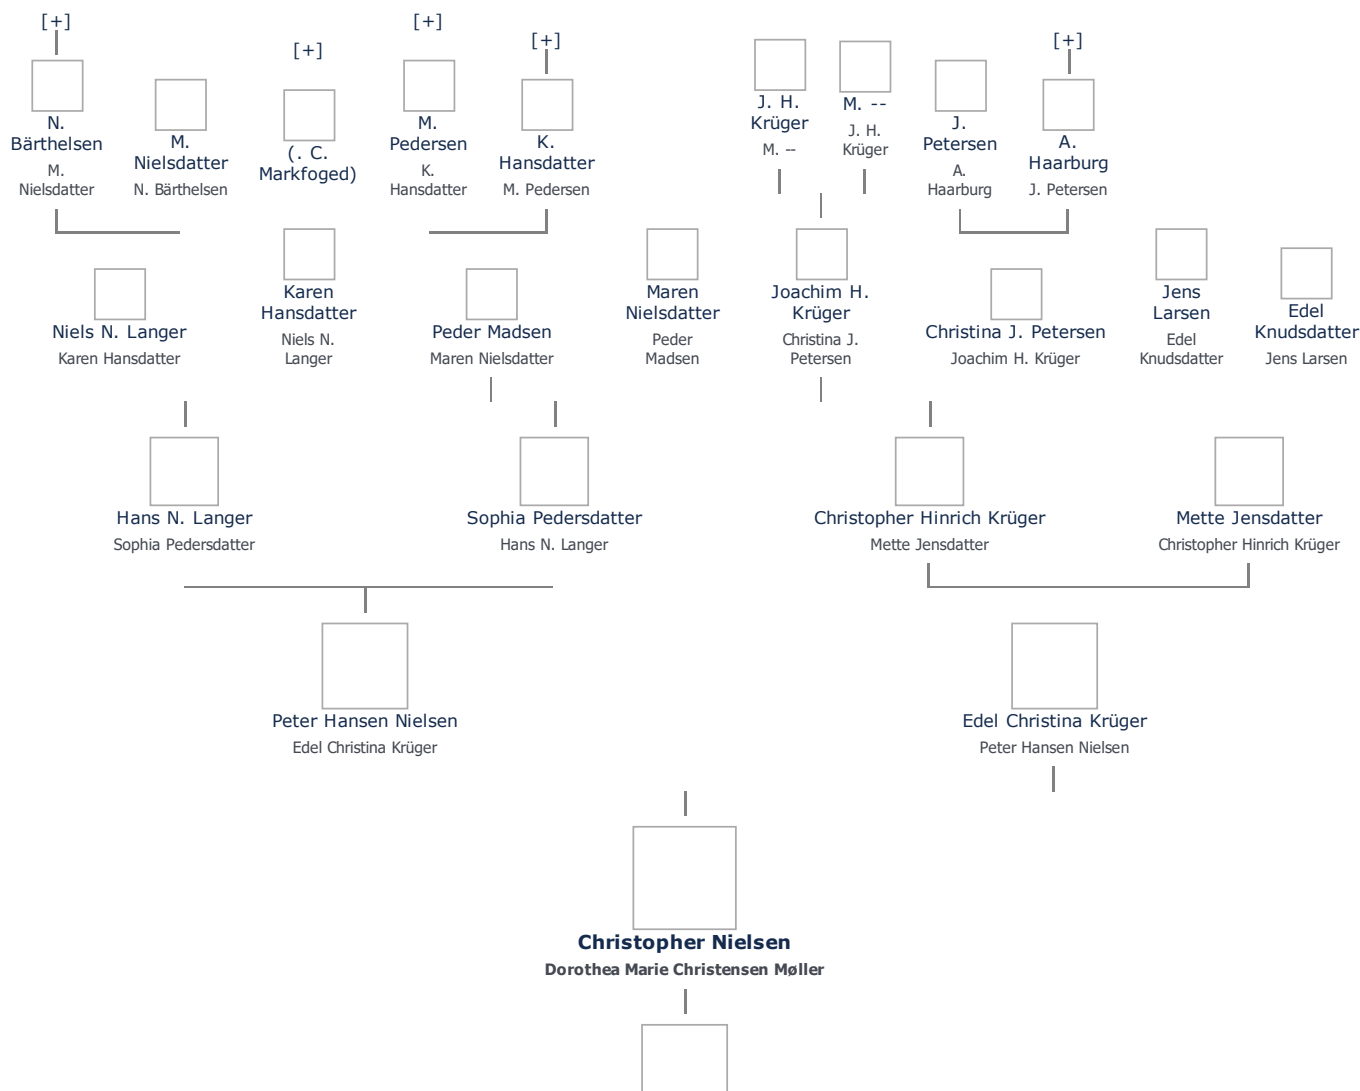 [+]
[+]
[+]
[+]
[+]
N.
Bärthelsen
M.
Nielsdatter
M.
Nielsdatter
N. Bärthelsen
(. C.
Markfoged)
M.
Pedersen
K.
Hansdatter
K.
Hansdatter
M. Pedersen
J. H.
Krüger
M. --
M. --
J. H.
Krüger
J.
Petersen
A.
Haarburg
A.
Haarburg
J. Petersen
Niels N. Langer
Karen Hansdatter
Karen
Hansdatter
Niels N.
Langer
Peder Madsen
Maren Nielsdatter
Maren
Nielsdatter
Peder
Madsen
Joachim H.
Krüger
Christina J.
Petersen
Christina J. Petersen
Joachim H. Krüger
Jens
Larsen
Edel
Knudsdatter
Edel
Knudsdatter
Jens Larsen
Hans N. Langer
Sophia Pedersdatter
Sophia Pedersdatter
Hans N. Langer
Christopher Hinrich Krüger
Mette Jensdatter
Mette Jensdatter
Christopher Hinrich Krüger
Peter Hansen Nielsen
Edel Christina Krüger
Edel Christina Krüger
Peter Hansen Nielsen
Christopher Nielsen
Dorothea Marie Christensen Møller